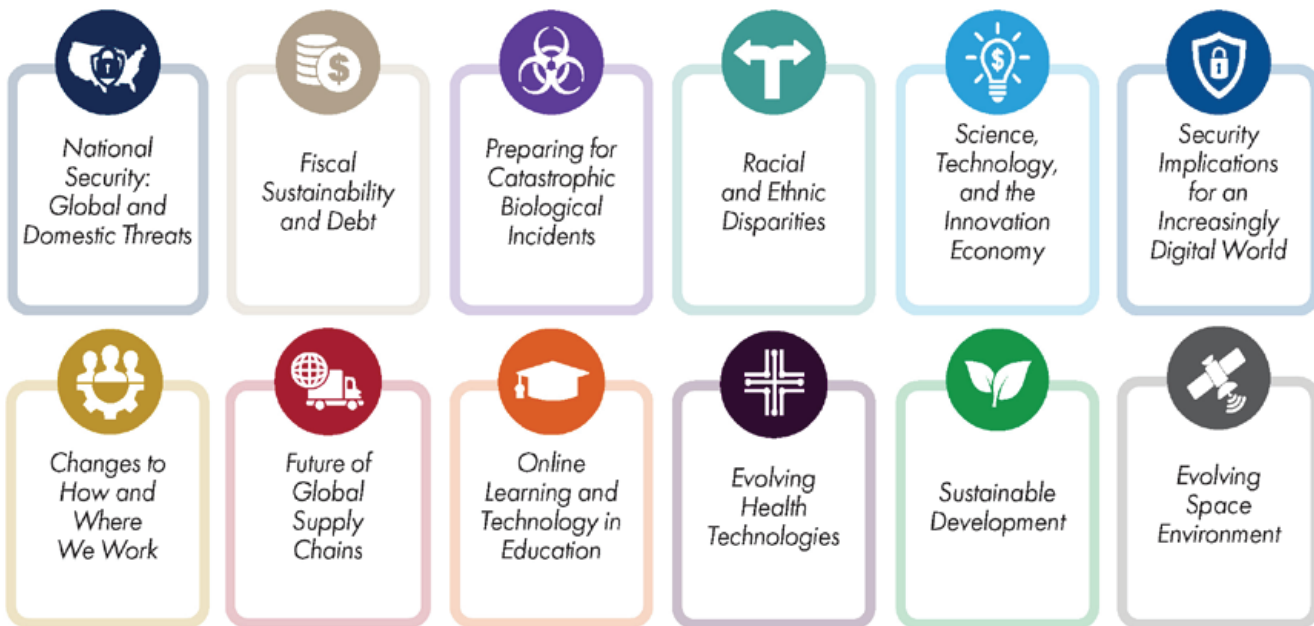 National
Security:
Global and
Domestic Threats
Fiscal
Sustainability
and Debt
Preparing for
Catastrophic
Biological
Incidents
Racial
and Ethnic
Disparities
Science,
Technology,
and the
Innovation
Economy
Security
Implications
for an
Increasingly
Digital World
Changes to
How and
Where
We Work
Future of
Global
Supply
Chains
Online
Learning and
Technology in
Education
Evolving
Health
Technologies
Sustainable
Development
Evolving
Space
Environment